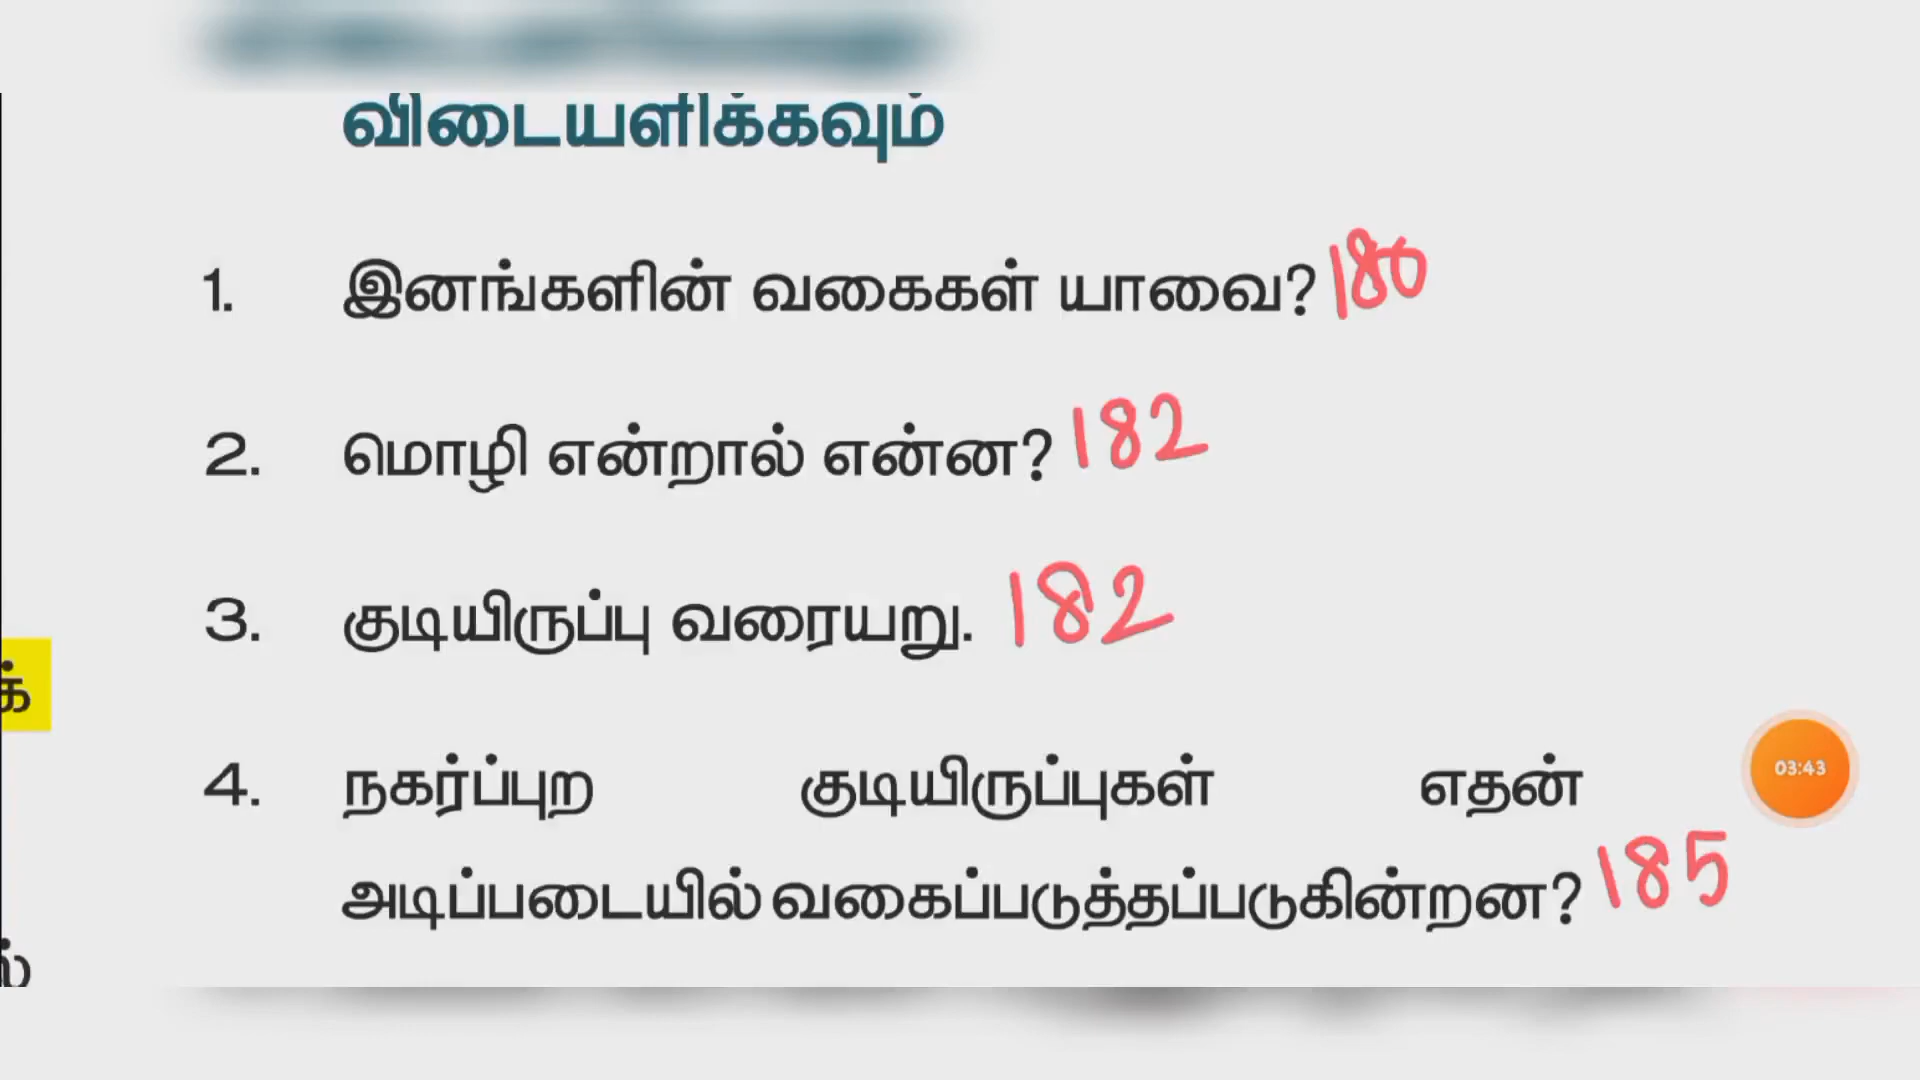 விடையளிக்கவும்
1. இனங்களின் வகைகள் யாவை? 180
2. மொழி என்றால் என்ன? 182
3. குடியிருப்பு வரையறு. 182
4. நகர்ப்புற குடியிருப்புகள் எதன்
அடிப்படையில் வகைப்படுத்தப்படுகின்றன? 185
03:43
க்
ல்